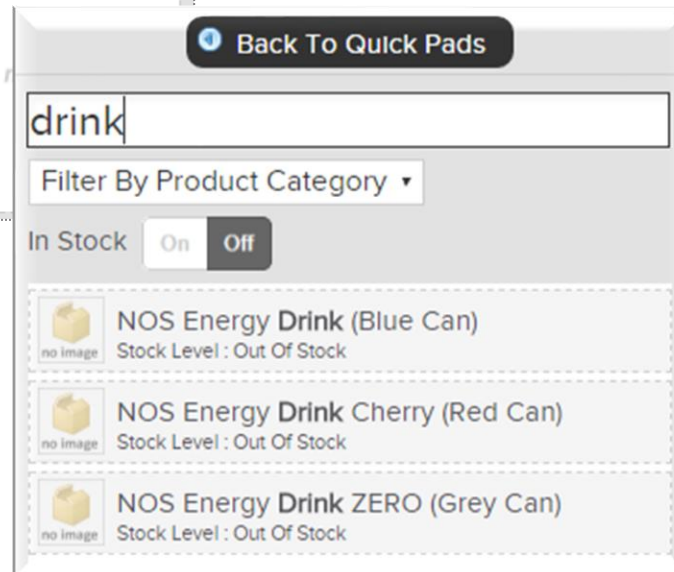 Back To Quick Pads
drink
Filter By Product Category
In Stock On Off
NOS Energy Drink (Blue Can)
Stock Level : Out Of Stock
no image
NOS Energy Drink Cherry (Red Can)
Stock Level : Out Of Stock
no image
NOS Energy Drink ZERO (Grey Can)
Stock Level : Out Of Stock
no image